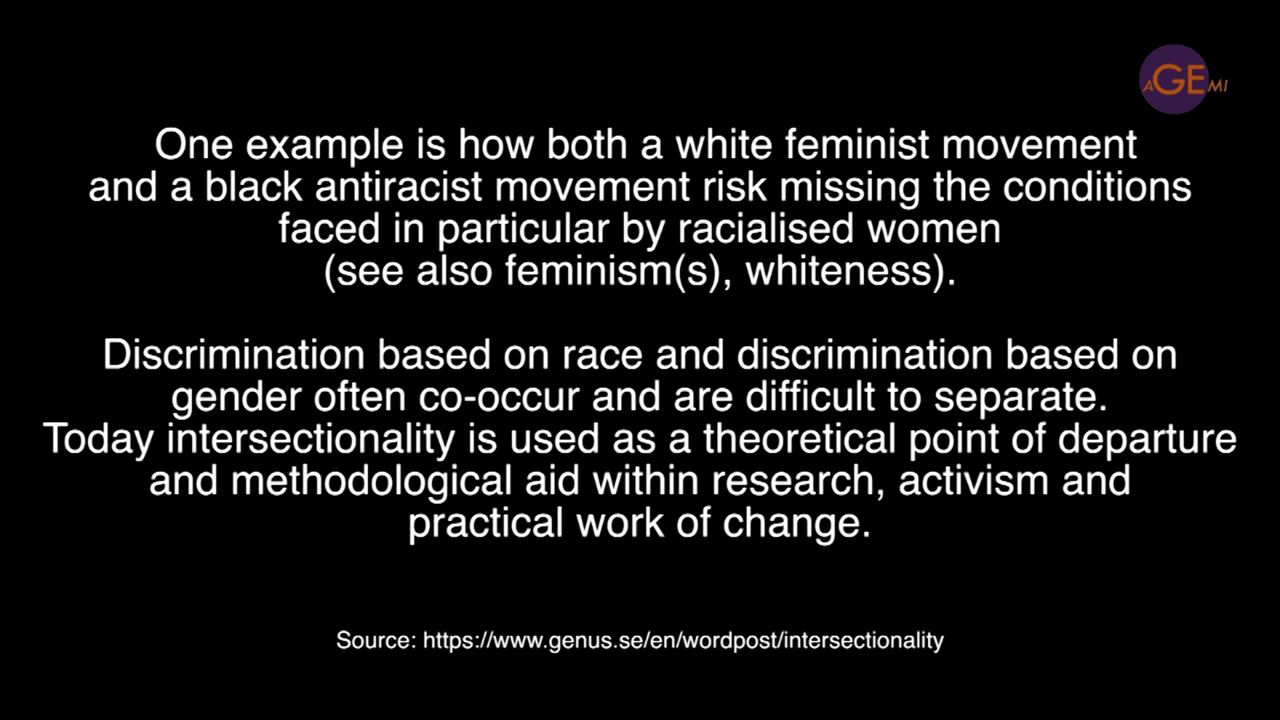 AGEMI
One example is how both a white feminist movement
and a black antiracist movement risk missing the conditions
faced in particular by racialised women
(see also feminism(s), whiteness).
Discrimination based on race and discrimination based on
gender often co-occur and are difficult to separate.
Today intersectionality is used as a theoretical point of departure
and methodological aid within research, activism and
practical work of change.
Source: https://www.genus.se/en/wordpost/intersectionality